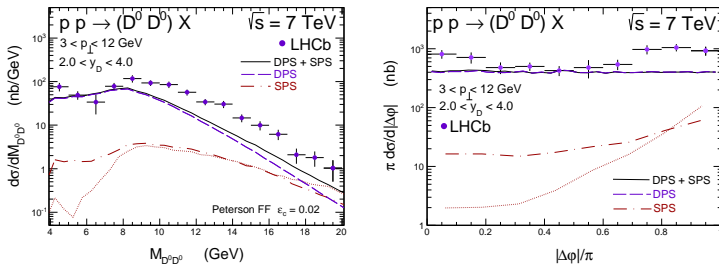 p p → (D⁰ D⁰) X √s = 7 TeV
3 < p⊥ < 12 GeV
2.0 < y_D < 4.0
LHCb
DPS + SPS
DPS
SPS
Peterson FF ε_c = 0.02
dσ/dM_D⁰D⁰ (nb/GeV)
10³
10²
10
1
10⁻¹
4 6 8 10 12 14 16 18 20
M_D⁰D⁰ (GeV)
p p → (D⁰ D⁰) X √s = 7 TeV
3 < p⊥ < 12 GeV
2.0 < y_D < 4.0
LHCb
DPS + SPS
DPS
SPS
π dσ/d|Δφ| (nb)
10³
10²
10
1
0 0.2 0.4 0.6 0.8 1
|Δφ|/π